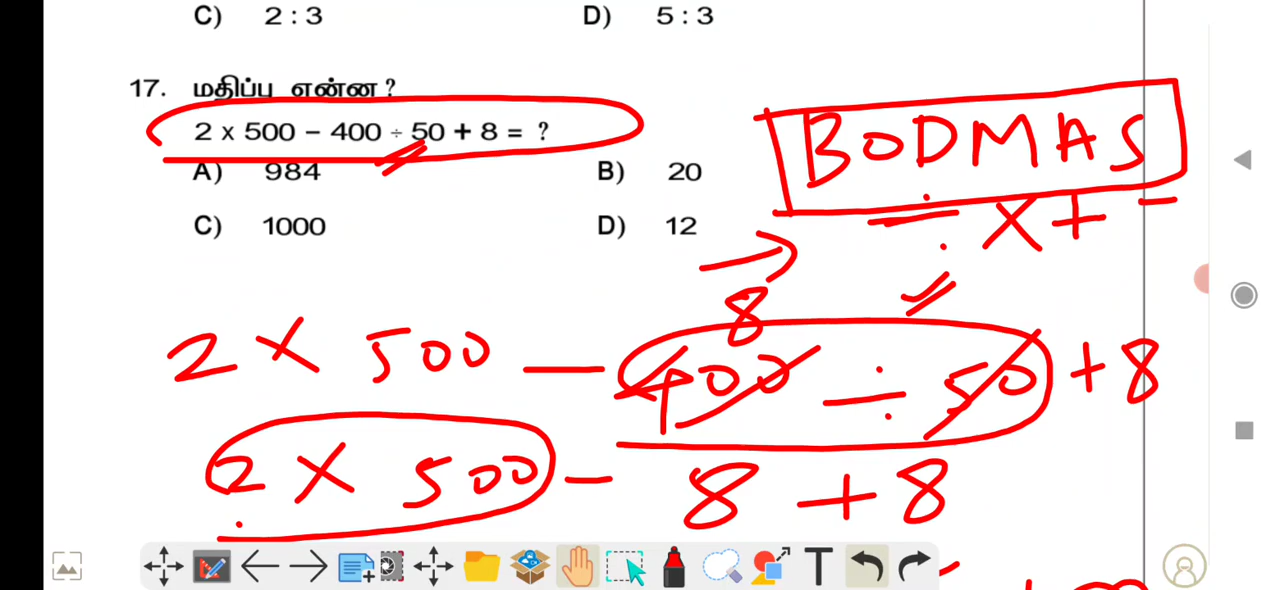 C) 2 : 3 D) 5 : 3
17. மதிப்பு என்ன ?
2 x 500 – 400 ÷ 50 + 8 = ?
A) 984 B) 20
C) 1000 D) 12
BODMAS
÷ × + –
8
2 × 500 – 400 ÷ 50 + 8
2 × 500 – 8 + 8
T